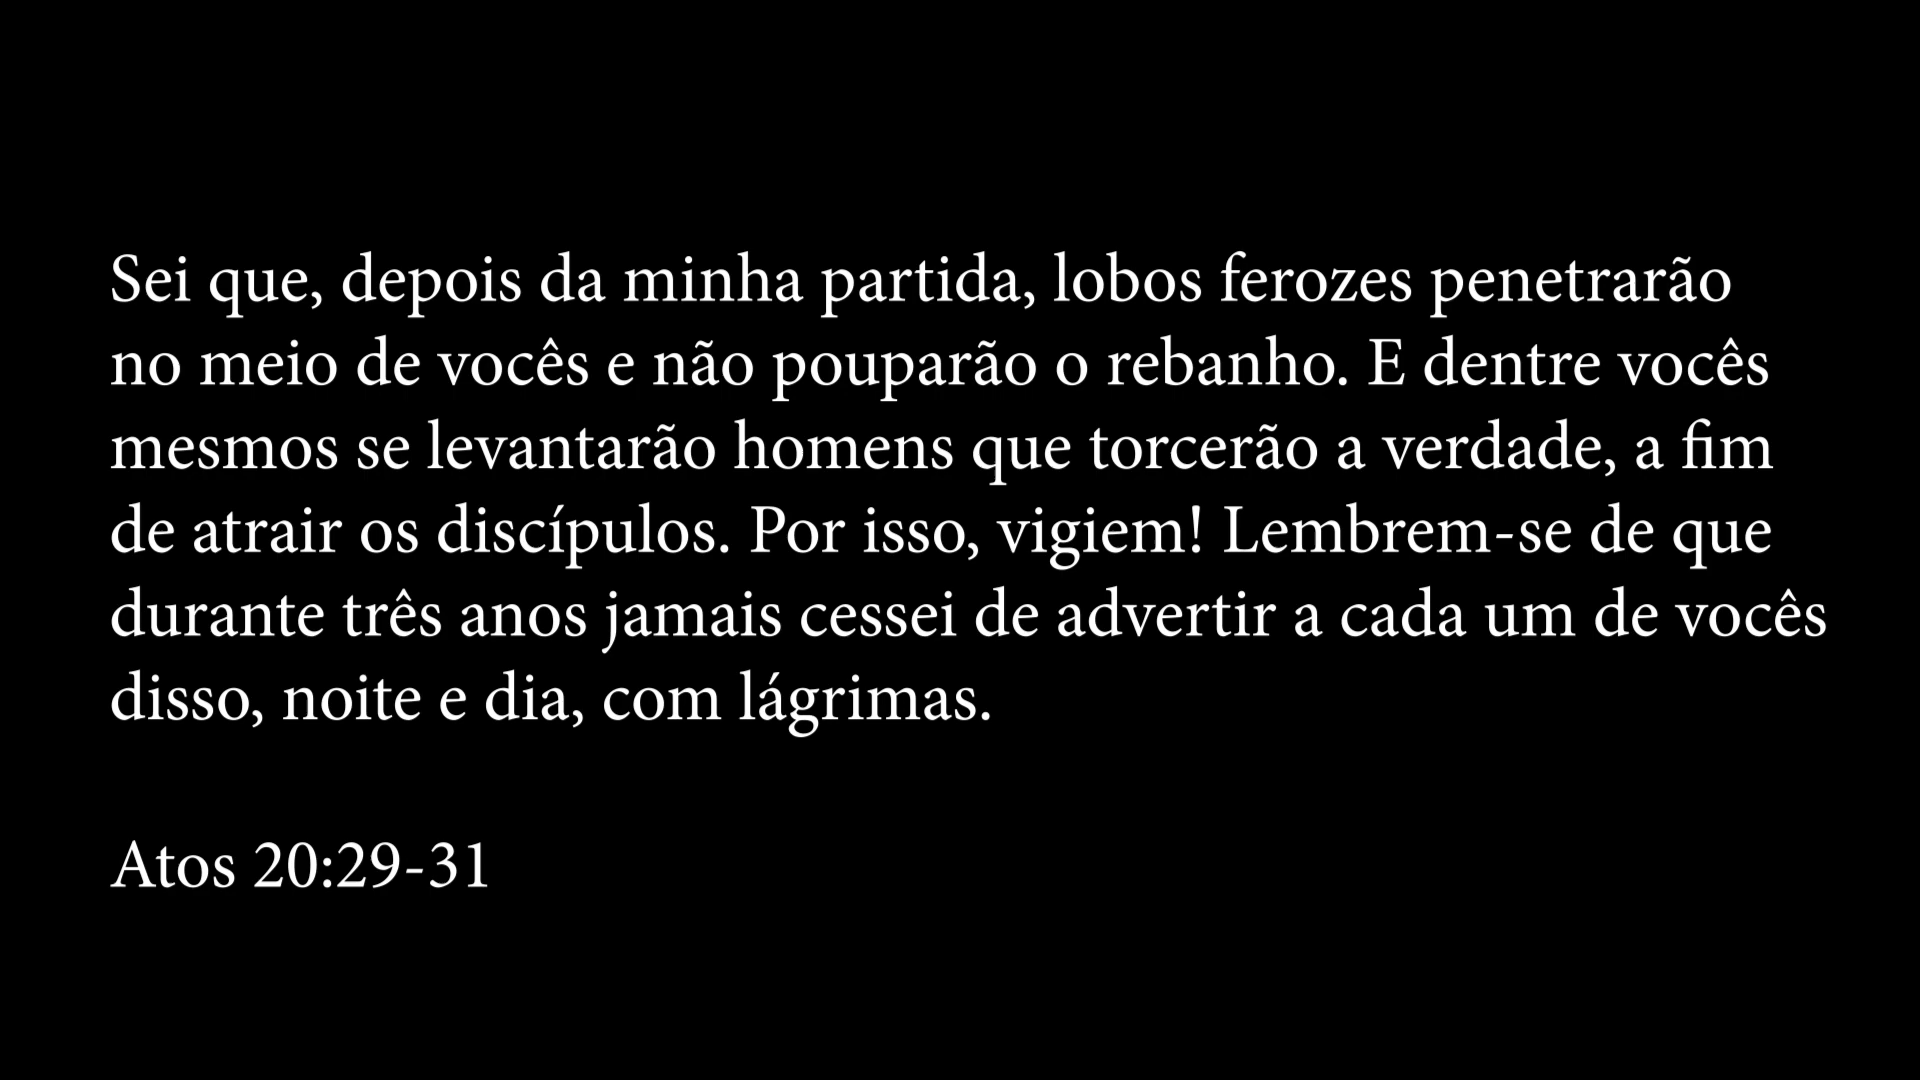 Sei que, depois da minha partida, lobos ferozes penetrarão
no meio de vocês e não pouparão o rebanho. E dentre vocês
mesmos se levantarão homens que torcerão a verdade, a fim
de atrair os discípulos. Por isso, vigiem! Lembrem-se de que
durante três anos jamais cessei de advertir a cada um de vocês
disso, noite e dia, com lágrimas.
Atos 20:29-31